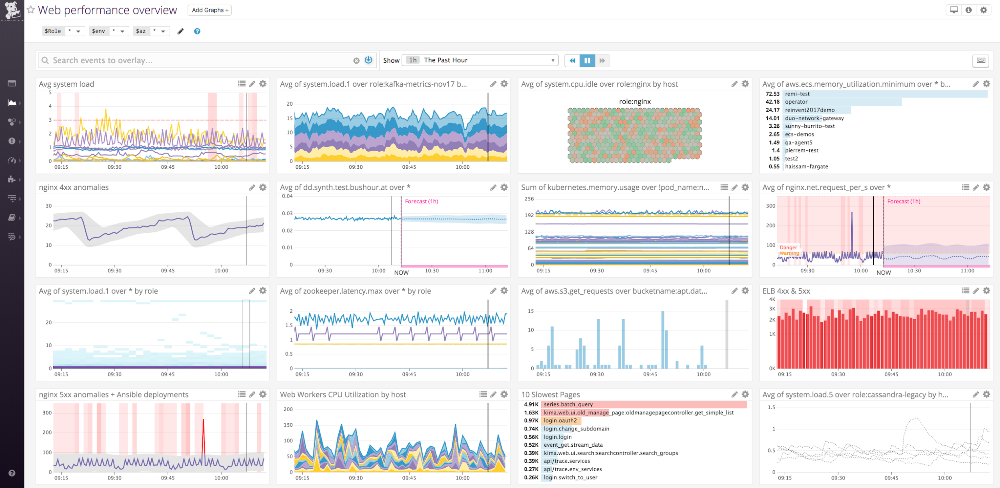 Web performance overview
Add Graphs +
$Role * $env * $az *
Search events to overlay...
Show 1h The Past Hour
Avg system load
5
4
3
2
1
0
09:15 09:30 09:45 10:00
Avg of system.load.1 over role:kafka-metrics-nov17 b...
20
15
10
5
0
09:15 09:30 09:45 10:00
Avg of system.cpu.idle over role:nginx by host
role:nginx
Avg of aws.ecs.memory_utilization.minimum over * b...
72.53 remi-test
42.18 operator
24.17 reinvent2017demo
14.01 duo-network-gateway
3.26 sunny-burrito-test
2.65 ecs-demos
1.49 qa-agent5
1.4 pierrem-test
1.05 test2
0.55 haissam-fargate
nginx 4xx anomalies
30
20
10
0
09:15 09:30 09:45 10:00
Avg of dd.synth.test.bushour.at over *
0.04
Forecast (1h)
0.03
0.02
0.01
0
09:30 10:00 10:30 11:00
NOW
Sum of kubernetes.memory.usage over !pod_name:n...
256
192
128
64
0
09:15 09:30 09:45 10:00
Avg of nginx.net.request_per_s over *
Forecast (1h)
300
200
100
Danger
Warning
0
09:30 10:00 10:30 11:00
NOW
Avg of system.load.1 over * by role
20
10
0
09:15 09:30 09:45 10:00
Avg of zookeeper.latency.max over * by role
2
1.5
1
0.5
0
09:15 09:30 09:45 10:00
Avg of aws.s3.get_requests over bucketname:apt.dat...
15
10
5
0
09:15 09:30 09:45 10:00
ELB 4xx & 5xx
4K
3K
2K
1K
0K
09:15 09:30 09:45 10:00
nginx 5xx anomalies + Ansible deployments
300
200
100
0
09:15 09:30 09:45 10:00
Web Workers CPU Utilization by host
200
150
100
50
0
09:15 09:30 09:45 10:00
10 Slowest Pages
4.91K series.batch_query
1.63K kima.web.ui.old_manage_page:oldmanagepagecontroller.get_simple_list
0.97K login.oauth2
0.74K login.change_subdomain
0.56K login.login
0.52K event_get.stream_data
0.39K kima.web.ui.search:searchcontroller.search_groups
0.39K api/trace.services
0.27K api/trace.env_services
0.26K login.switch_to_user
Avg of system.load.5 over role:cassandra-legacy by h...
1.5
1
0.5
0
09:15 09:30 09:45 10:00